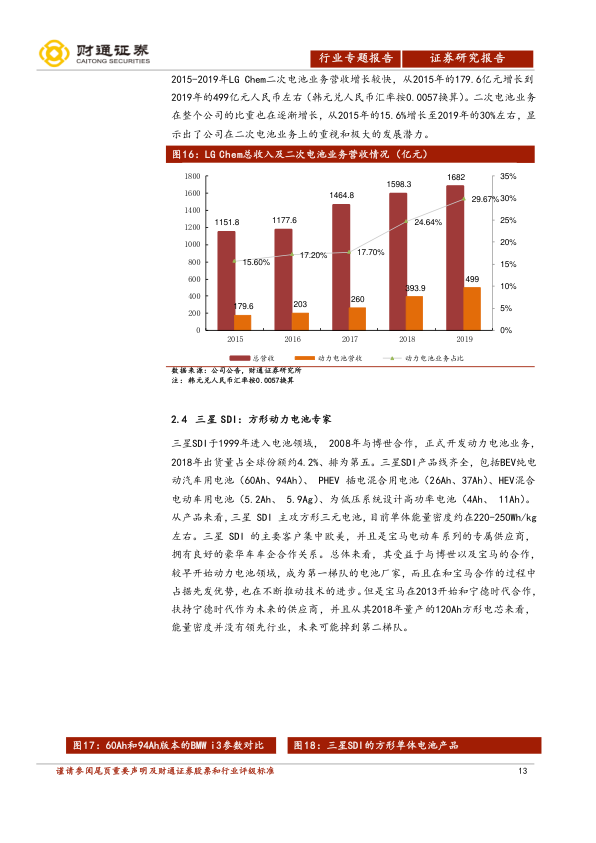 财通证券
CAITONG SECURITIES
行业专题报告 证券研究报告
2015-2019年LG Chem二次电池业务营收增长较快，从2015年的179.6亿元增长到
2019年的499亿元人民币左右（韩元兑人民币汇率按0.0057换算）。二次电池业务
在整个公司的比重也在逐渐增长，从2015年的15.6%增长至2019年的30%左右，显
示出了公司在二次电池业务上的重视和极大的发展潜力。
图16：LG Chem总收入及二次电池业务营收情况（亿元）
1800
1600
1400
1200
1000
800
600
400
200
0
1151.8
1177.6
1464.8
1598.3
1682
179.6
203
260
393.9
499
15.60%
17.20%
17.70%
24.64%
29.67%
35%
30%
25%
20%
15%
10%
5%
0%
2015 2016 2017 2018 2019
总营收 动力电池营收 动力电池业务占比
数据来源：公司公告，财通证券研究所
注：韩元兑人民币汇率按0.0057换算
2.4 三星 SDI：方形动力电池专家
三星SDI于1999年进入电池领域， 2008年与博世合作，正式开发动力电池业务，
2018年出货量占全球份额约4.2%、排为第五。三星SDI产品线齐全，包括BEV纯电
动汽车用电池（60Ah、94Ah）、 PHEV 插电混合用电池（26Ah、37Ah）、HEV混合
电动车用电池（5.2Ah、 5.9Ag）、为低压系统设计高功率电池（4Ah、 11Ah）。
从产品来看，三星 SDI 主攻方形三元电池，目前单体能量密度约在220-250Wh/kg
左右。三星 SDI 的主要客户集中欧美，并且是宝马电动车系列的专属供应商，
拥有良好的豪华车车企合作关系。总体来看，其受益于与博世以及宝马的合作，
较早开始动力电池领域，成为第一梯队的电池厂家，而且在和宝马合作的过程中
占据先发优势，也在不断推动技术的进步。但是宝马在2013开始和宁德时代合作，
扶持宁德时代作为未来的供应商，并且从其2018年量产的120Ah方形电芯来看，
能量密度并没有领先行业，未来可能掉到第二梯队。
图17：60Ah和94Ah版本的BMW i3参数对比 图18：三星SDI的方形单体电池产品
谨请参阅尾页重要声明及财通证券股票和行业评级标准 13